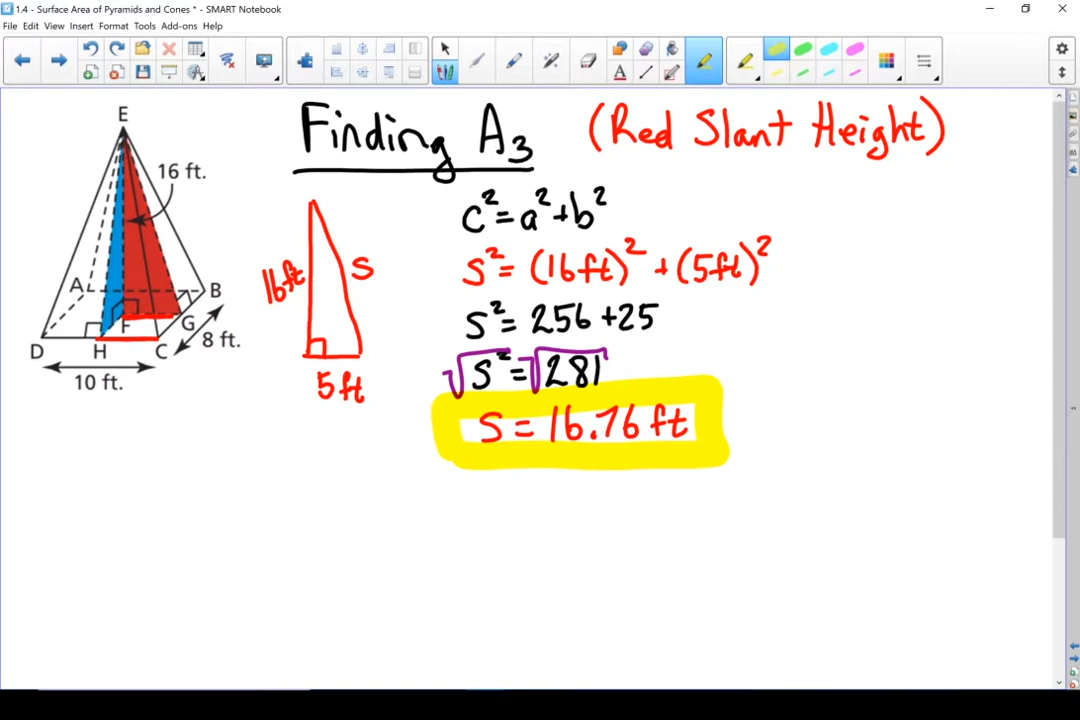 1.4 - Surface Area of Pyramids and Cones * - SMART Notebook
File Edit View Insert Format Tools Add-ons Help
Finding A₃ (Red Slant Height)
E
16 ft.
A
B
F
G
D
H
C
8 ft.
10 ft.
16ft
s
5 ft
c² = a² + b²
s² = (16ft)² + (5ft)²
s² = 256 + 25
√s² = √281
s = 16.76 ft